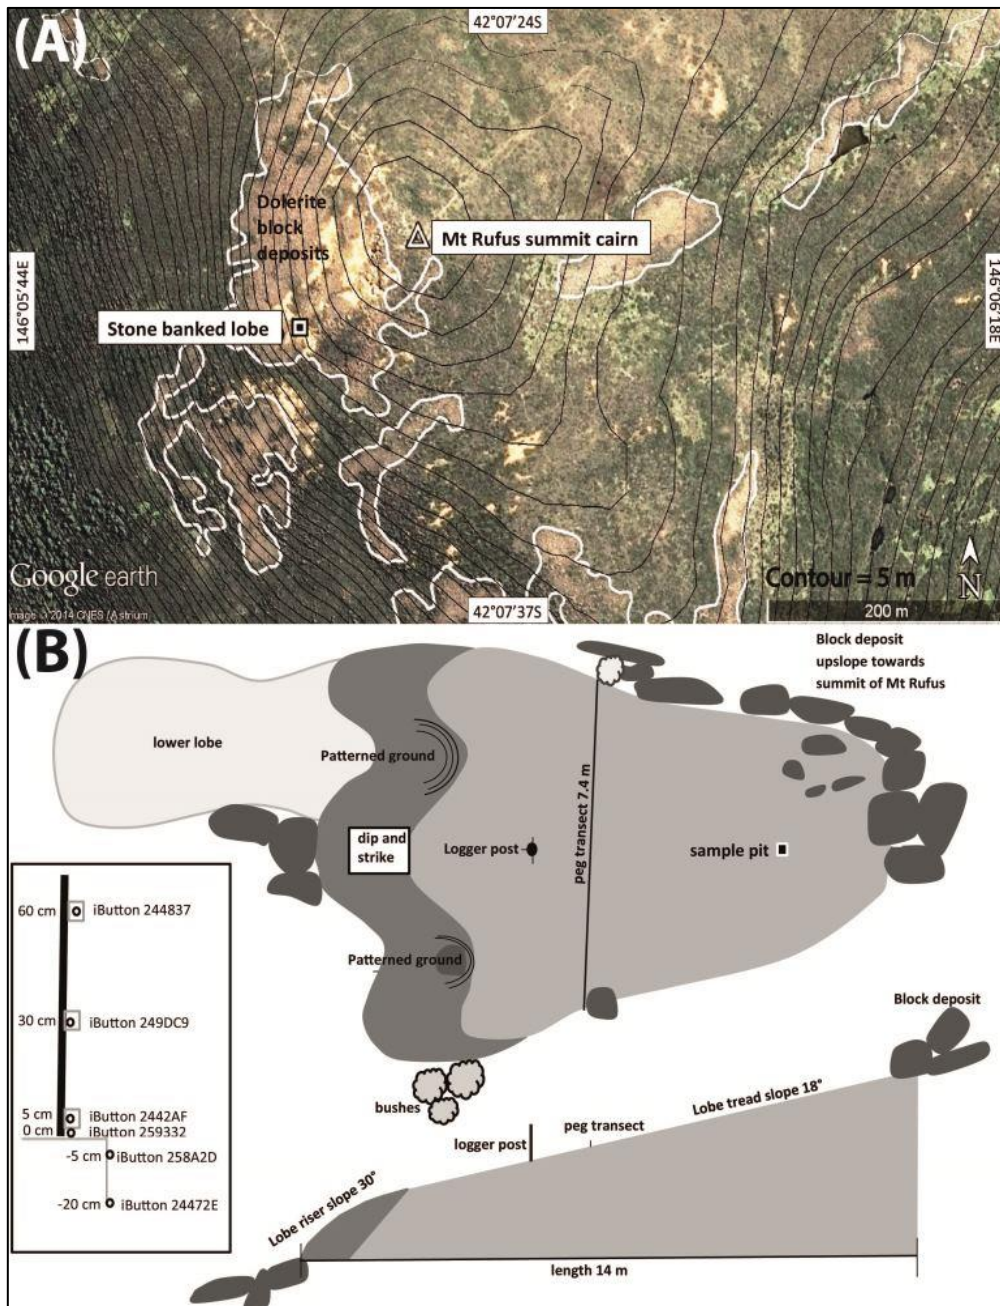 (A)
42°07'24S
Dolerite
block
deposits
Mt Rufus summit cairn
146°05'44E
146°06'18E
Stone banked lobe
Google earth
Image © 2014 CNES / Astrium
42°07'37S
Contour = 5 m
N
200 m
(B)
Block deposit
upslope towards
summit of Mt Rufus
lower lobe
Patterned ground
peg transect 7.4 m
dip and
strike
Logger post
sample pit
60 cm
iButton 244837
30 cm
iButton 249DC9
5 cm
iButton 2442AF
0 cm
iButton 259332
-5 cm
iButton 258A2D
-20 cm
iButton 24472E
Patterned ground
Block deposit
bushes
Lobe tread slope 18°
peg transect
logger post
Lobe riser slope 30°
length 14 m